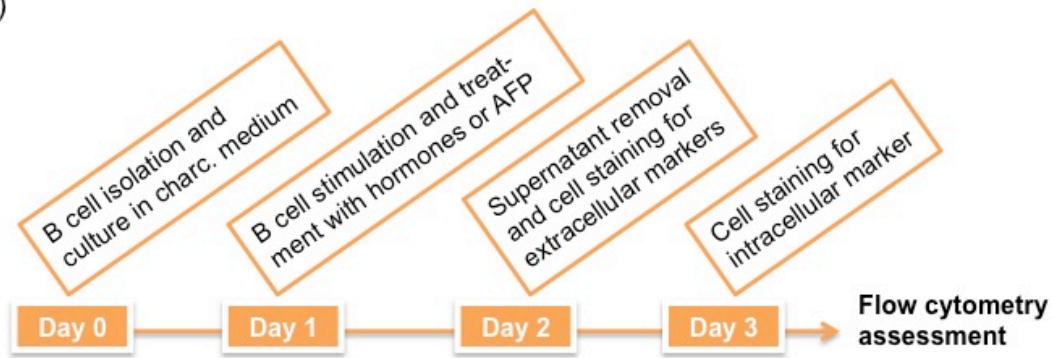 )
B cell isolation and
culture in charc. medium
B cell stimulation and treat-
ment with hormones or AFP
Supernatant removal
and cell staining for
extracellular markers
Cell staining for
intracellular marker
Day 0
Day 1
Day 2
Day 3
Flow cytometry
assessment